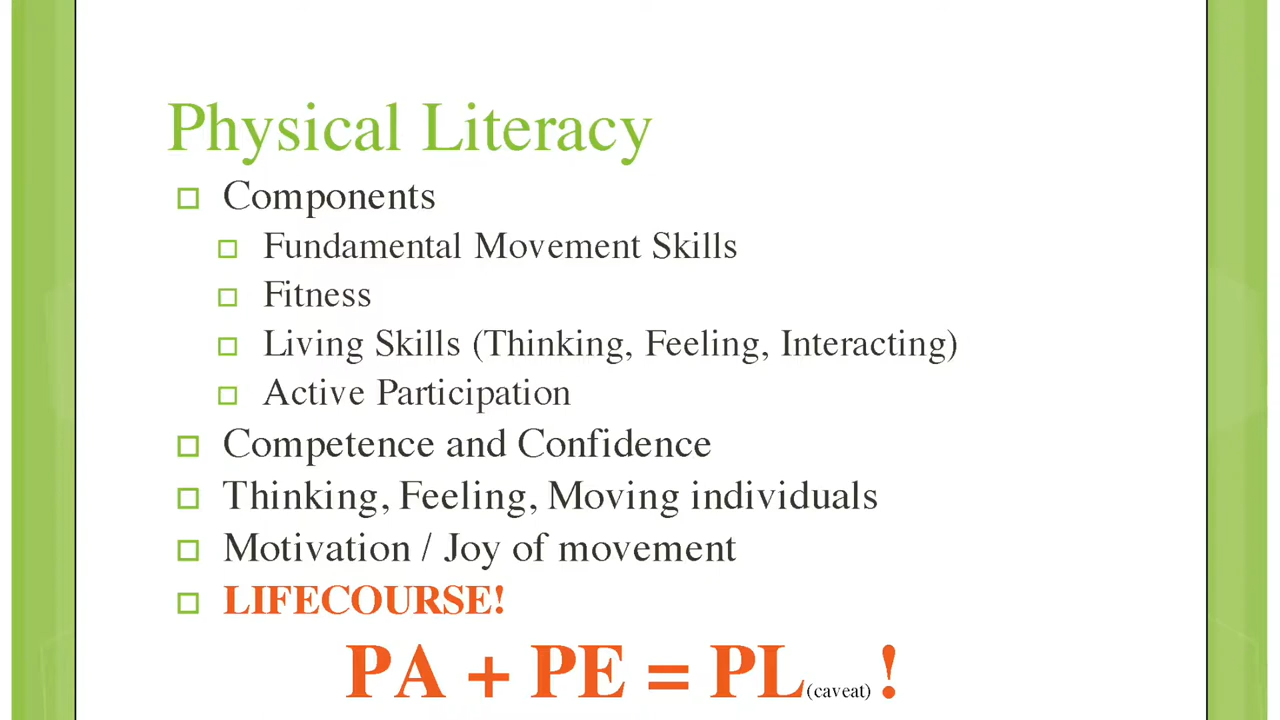 Physical Literacy
Components
Fundamental Movement Skills
Fitness
Living Skills (Thinking, Feeling, Interacting)
Active Participation
Competence and Confidence
Thinking, Feeling, Moving individuals
Motivation / Joy of movement
LIFECOURSE!
PA + PE = PL(caveat) !